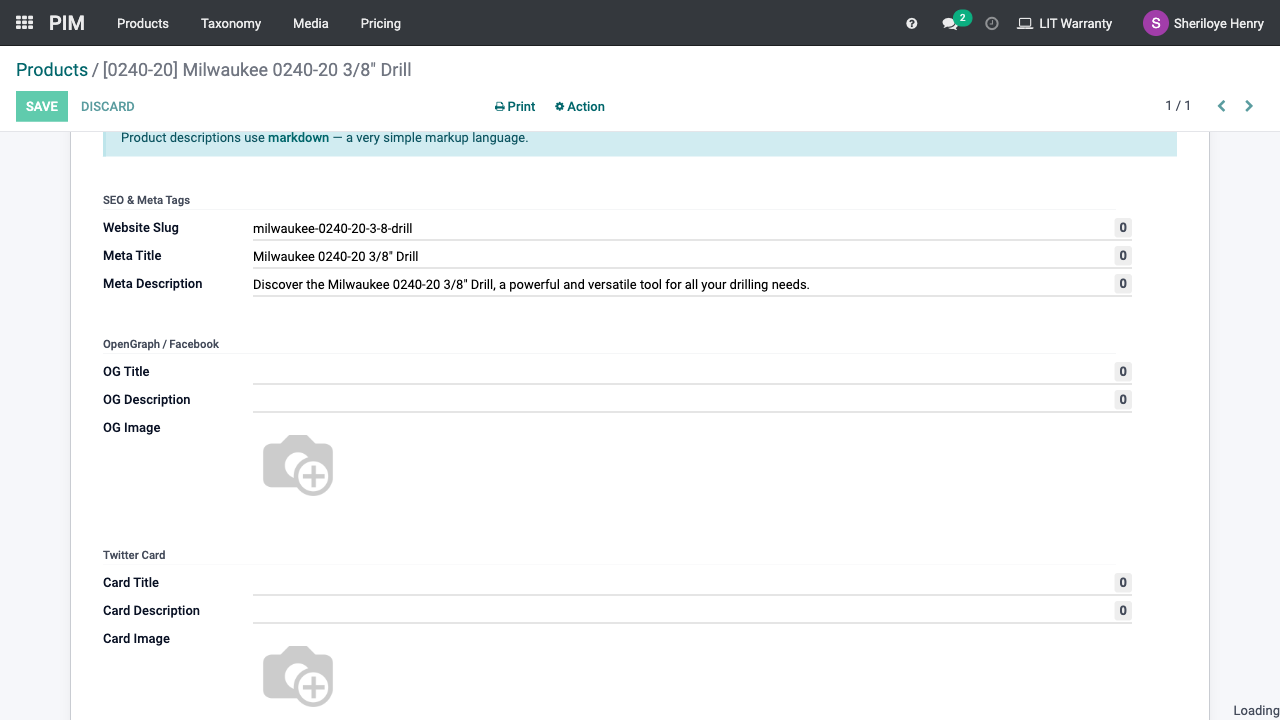 PIM Products Taxonomy Media Pricing 2 LIT Warranty S Sheriloye Henry
Products / [0240-20] Milwaukee 0240-20 3/8" Drill
SAVE DISCARD Print Action 1 / 1
Product descriptions use markdown — a very simple markup language.
SEO & Meta Tags
Website Slug milwaukee-0240-20-3-8-drill 0
Meta Title Milwaukee 0240-20 3/8" Drill 0
Meta Description Discover the Milwaukee 0240-20 3/8" Drill, a powerful and versatile tool for all your drilling needs. 0
OpenGraph / Facebook
OG Title 0
OG Description 0
OG Image
Twitter Card
Card Title 0
Card Description 0
Card Image
Loading